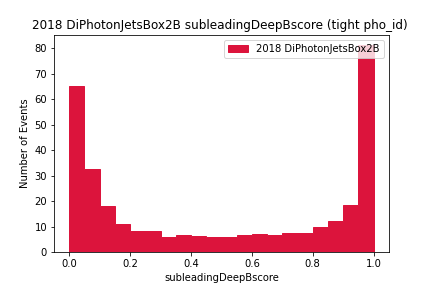 2018 DiPhotonJetsBox2B subleadingDeepBscore (tight pho_id)
2018 DiPhotonJetsBox2B
80
70
60
50
40
30
20
10
0
Number of Events
0.0 0.2 0.4 0.6 0.8 1.0
subleadingDeepBscore